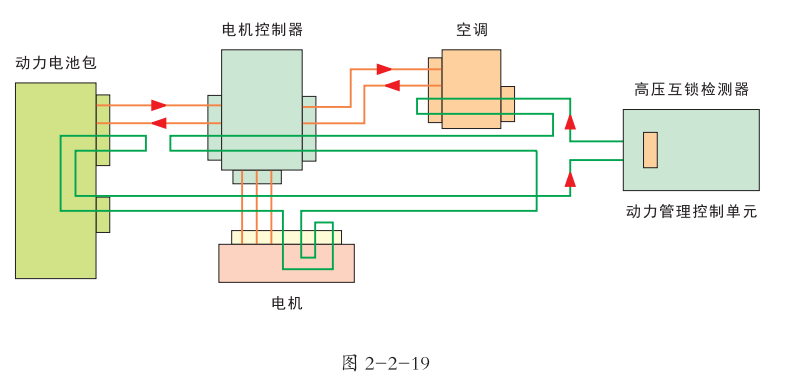 电机控制器
空调
动力电池包
高压互锁检测器
动力管理控制单元
电机
图 2-2-19